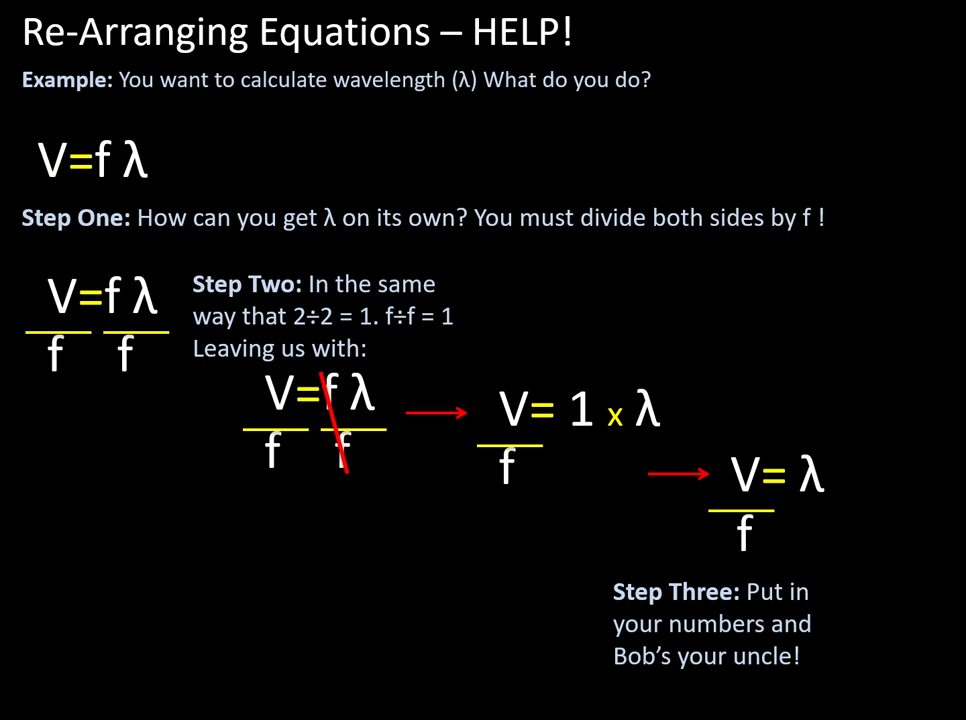 Re-Arranging Equations – HELP!
Example: You want to calculate wavelength (λ) What do you do?
V=f λ
Step One: How can you get λ on its own? You must divide both sides by f !
V=f λ
f f
Step Two: In the same
way that 2÷2 = 1. f÷f = 1
Leaving us with:
V=f λ
f f
V= 1 x λ
f
V= λ
f
Step Three: Put in
your numbers and
Bob's your uncle!